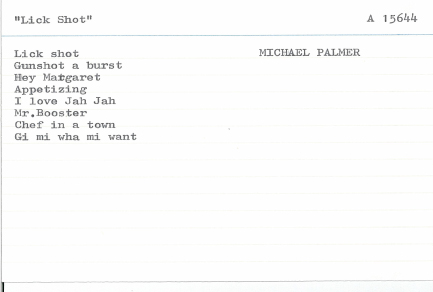 "Lick Shot" A 15644
Lick shot MICHAEL PALMER
Gunshot a burst
Hey Margaret
Appetizing
I love Jah Jah
Mr.Booster
Chef in a town
Gi mi wha mi want